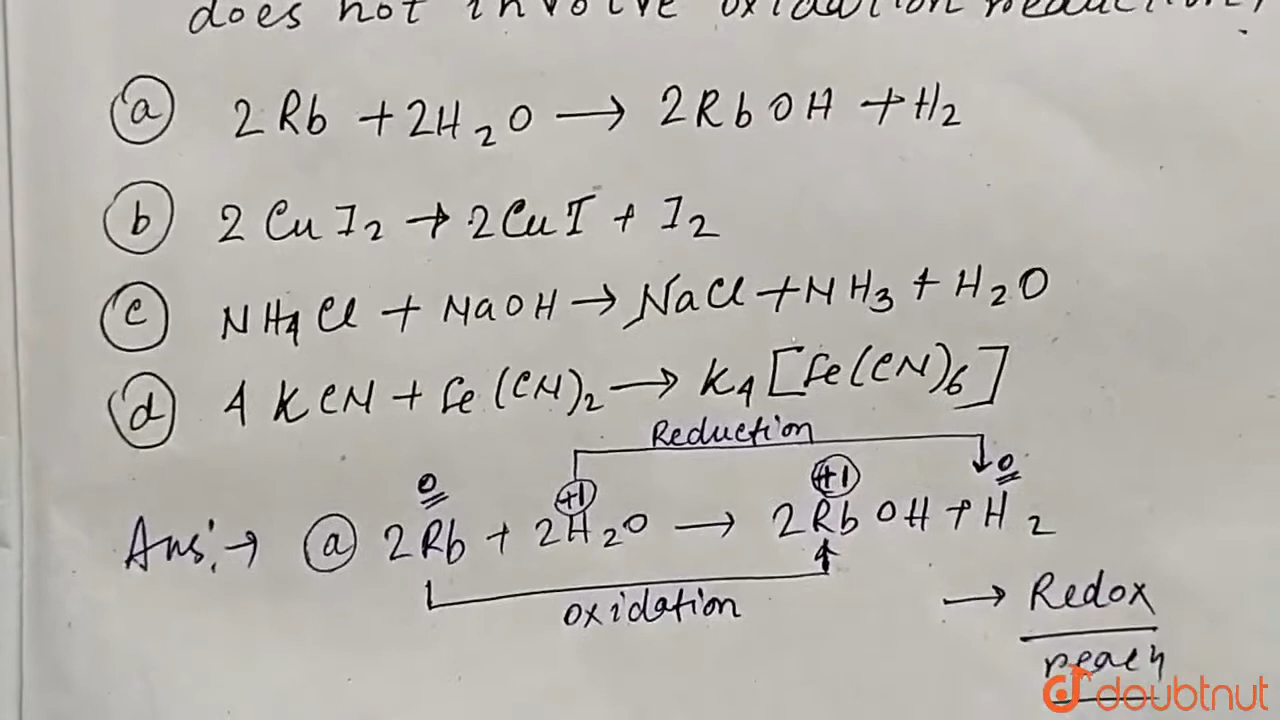 does not involve oxidation reduction?
(a) 2Rb + 2H₂O → 2RbOH + H₂
(b) 2CuI₂ → 2CuI + I₂
(c) NH₄Cl + NaOH → NaCl + NH₃ + H₂O
(d) 4KCN + Fe(CN)₂ → K₄[Fe(CN)₆]
Reduction
0 +1 +1 0
Ans:→ (a) 2Rb + 2H₂O → 2RbOH + H₂
oxidation
→ Redox
reacn
doubtnut